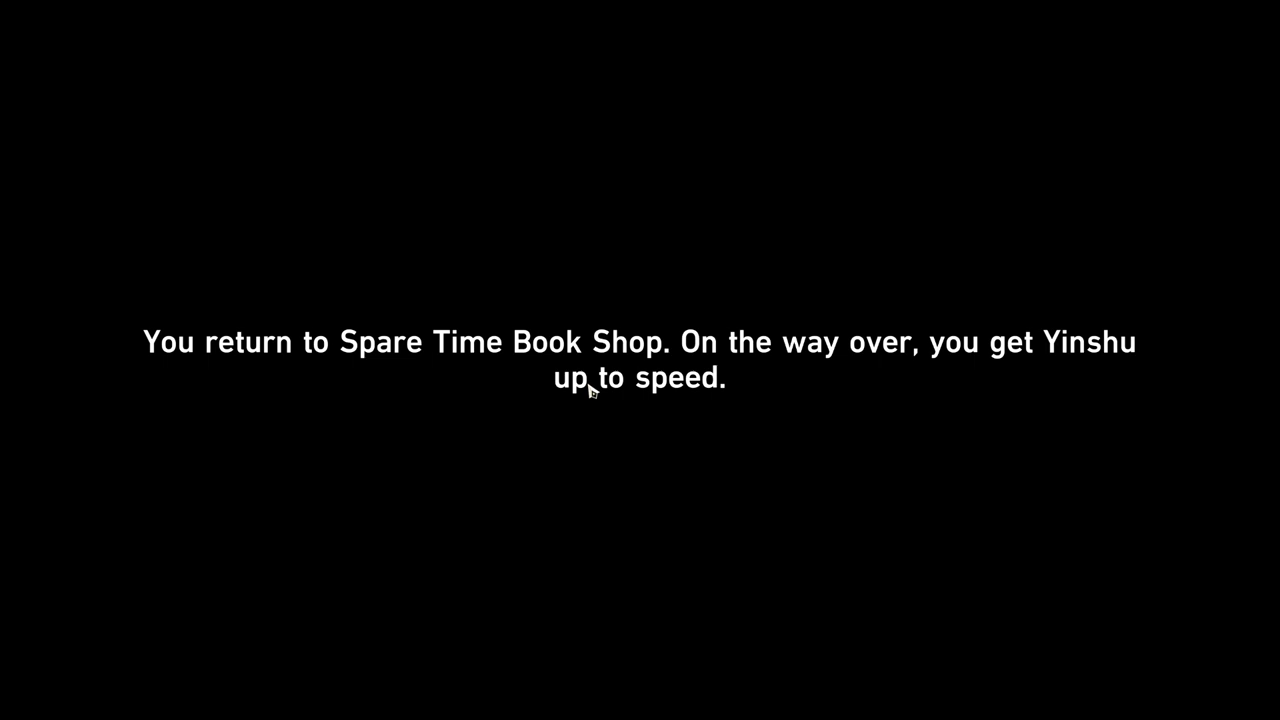 You return to Spare Time Book Shop. On the way over, you get Yinshu
up to speed.